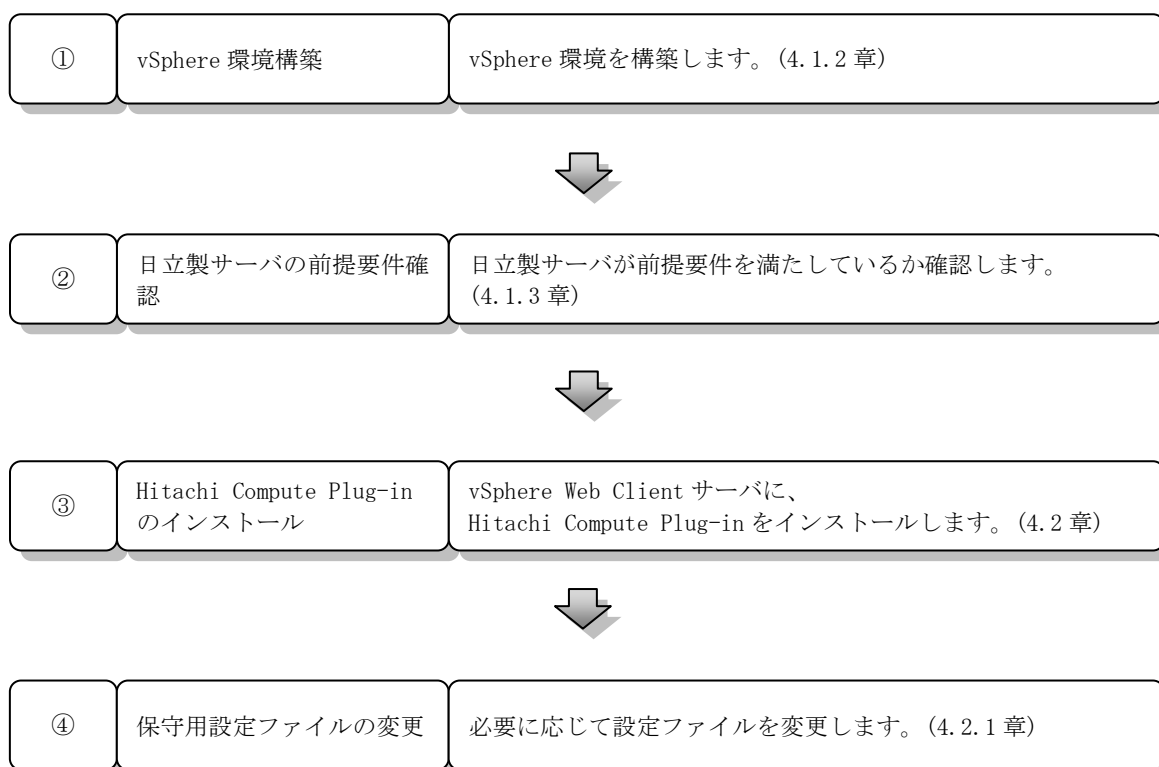 ①
vSphere 環境構築
vSphere 環境を構築します。(4.1.2 章)
②
日立製サーバの前提要件確
認
日立製サーバが前提要件を満たしているか確認します。
(4.1.3 章)
③
Hitachi Compute Plug-in
のインストール
vSphere Web Client サーバに、
Hitachi Compute Plug-in をインストールします。(4.2 章)
④
保守用設定ファイルの変更
必要に応じて設定ファイルを変更します。(4.2.1 章)